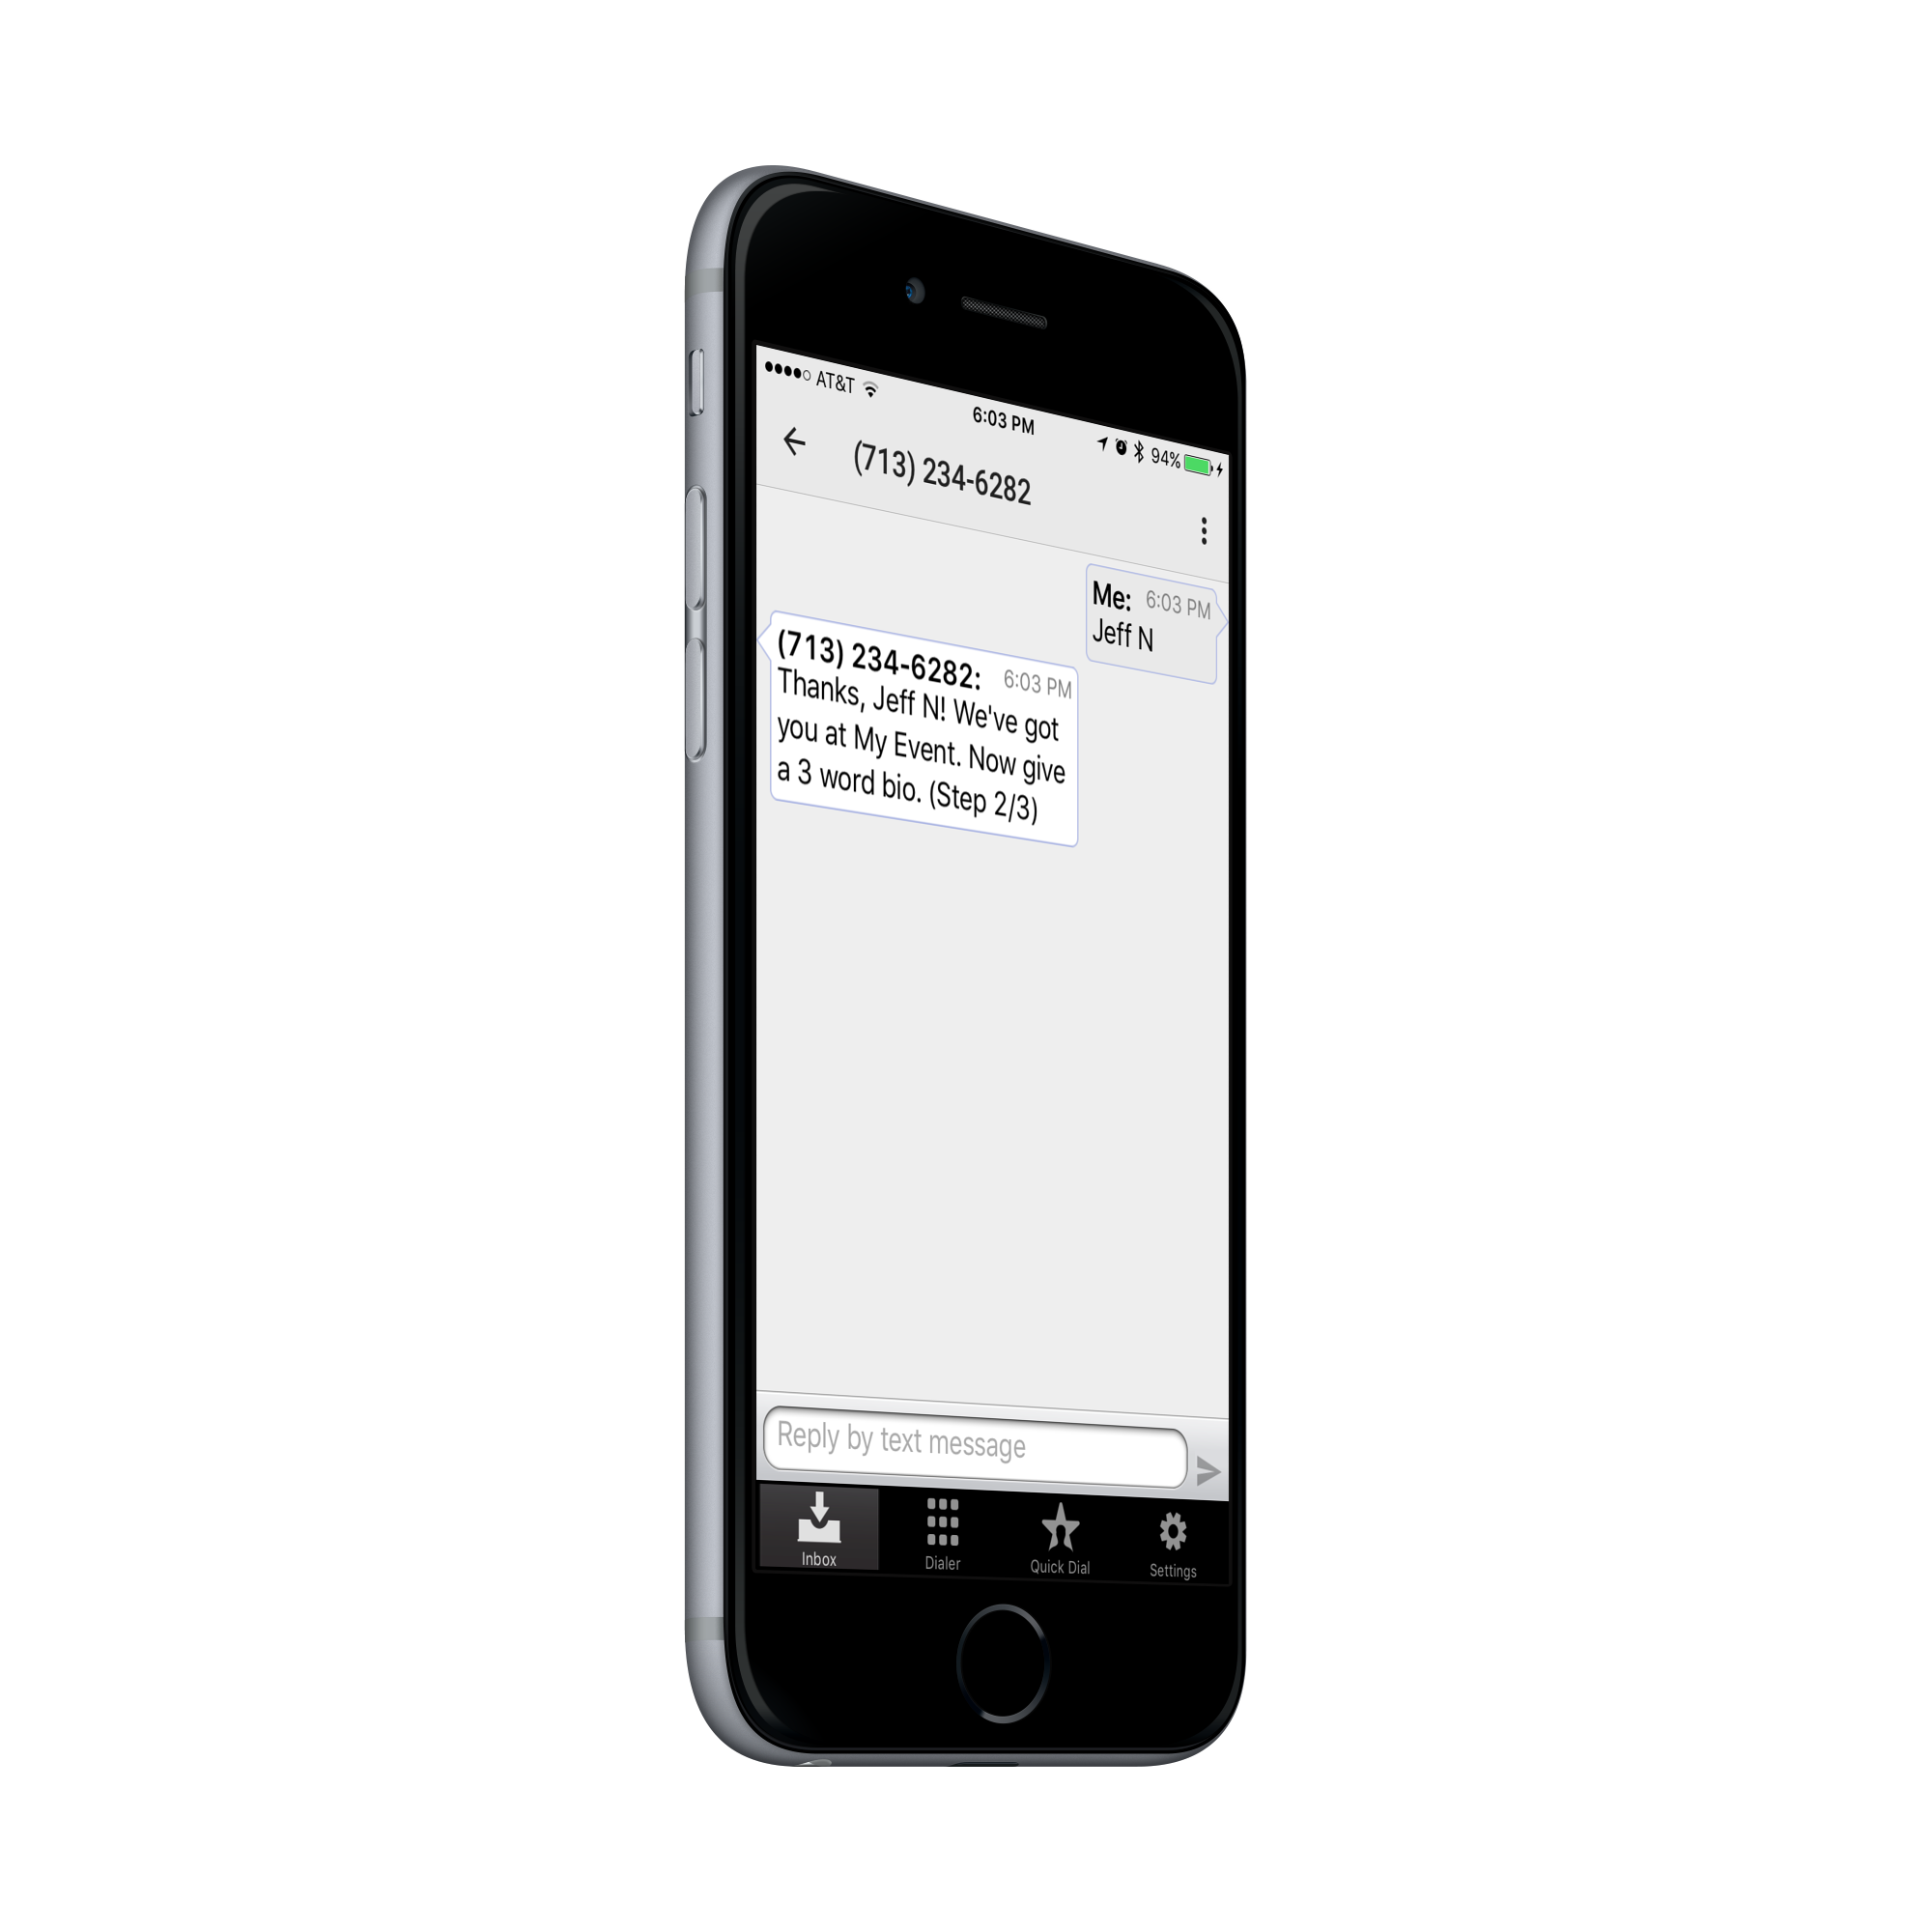 AT&T
6:03 PM
94%
(713) 234-6282
Me: 6:03 PM
Jeff N
(713) 234-6282: 6:03 PM
Thanks, Jeff N! We've got
you at My Event. Now give
a 3 word bio. (Step 2/3)
Reply by text message
Inbox
Dialer
Quick Dial
Settings